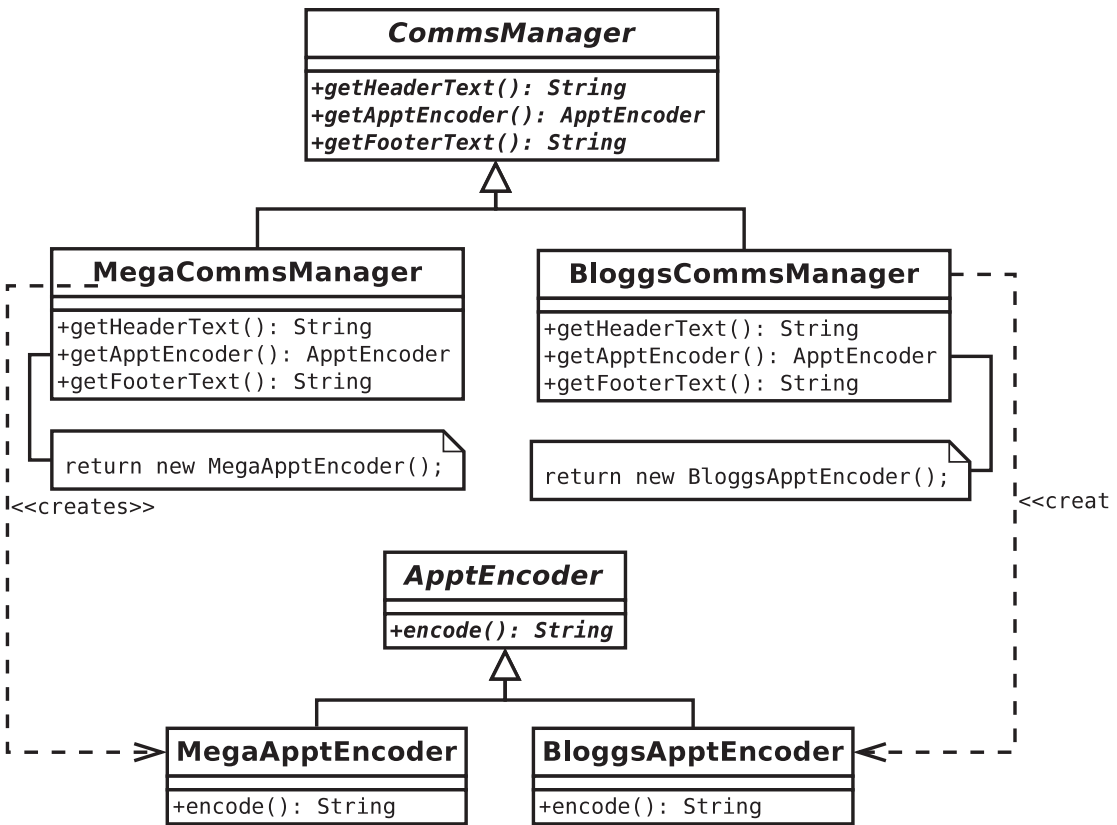 CommsManager
+getHeaderText(): String
+getApptEncoder(): ApptEncoder
+getFooterText(): String
MegaCommsManager
+getHeaderText(): String
+getApptEncoder(): ApptEncoder
+getFooterText(): String
BloggsCommsManager
+getHeaderText(): String
+getApptEncoder(): ApptEncoder
+getFooterText(): String
return new MegaApptEncoder();
return new BloggsApptEncoder();
<<creates>>
<<creat
ApptEncoder
+encode(): String
MegaApptEncoder
+encode(): String
BloggsApptEncoder
+encode(): String